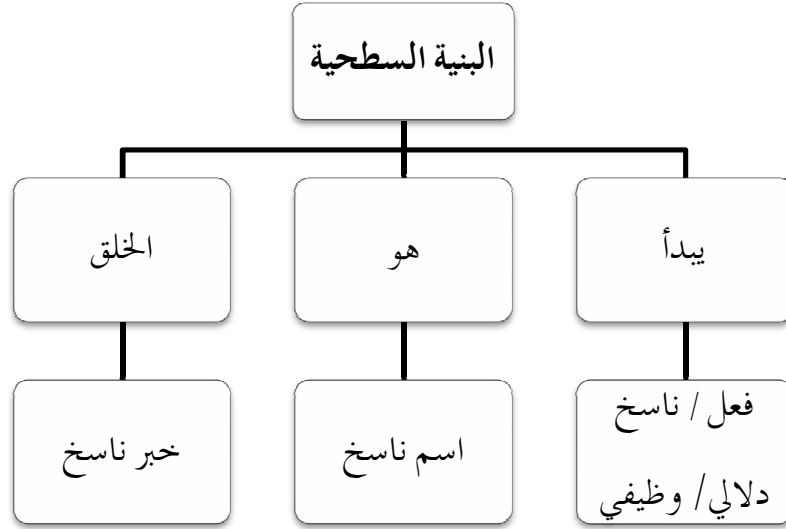 البنية السطحية
يبدأ
هو
الخلق
فعل / ناسخ
دلالي/ وظيفي
اسم ناسخ
خبر ناسخ